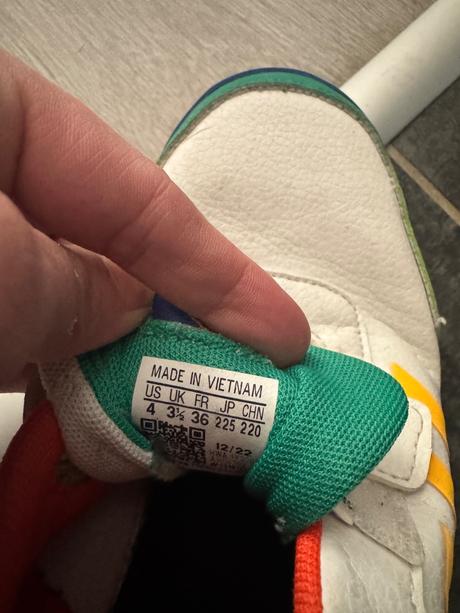 MADE IN VIETNAM
US UK FR JP CHN
4 3½ 36 225 220
12/22